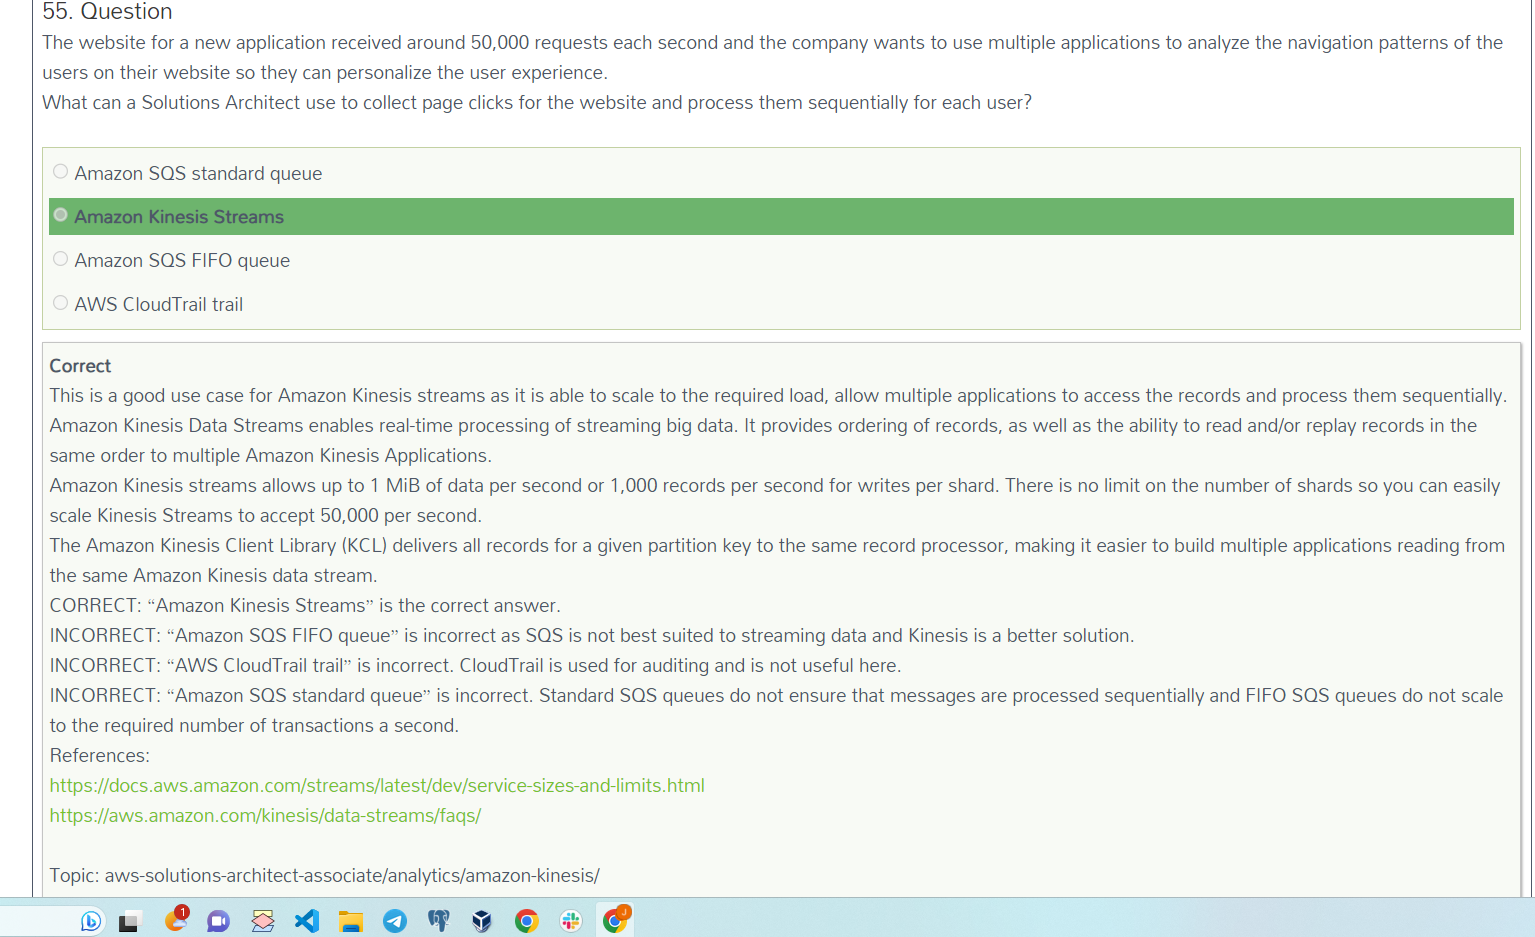 55. Question
The website for a new application received around 50,000 requests each second and the company wants to use multiple applications to analyze the navigation patterns of the
users on their website so they can personalize the user experience.
What can a Solutions Architect use to collect page clicks for the website and process them sequentially for each user?
Amazon SQS standard queue
Amazon Kinesis Streams
Amazon SQS FIFO queue
AWS CloudTrail trail
Correct
This is a good use case for Amazon Kinesis streams as it is able to scale to the required load, allow multiple applications to access the records and process them sequentially.
Amazon Kinesis Data Streams enables real-time processing of streaming big data. It provides ordering of records, as well as the ability to read and/or replay records in the
same order to multiple Amazon Kinesis Applications.
Amazon Kinesis streams allows up to 1 MiB of data per second or 1,000 records per second for writes per shard. There is no limit on the number of shards so you can easily
scale Kinesis Streams to accept 50,000 per second.
The Amazon Kinesis Client Library (KCL) delivers all records for a given partition key to the same record processor, making it easier to build multiple applications reading from
the same Amazon Kinesis data stream.
CORRECT: “Amazon Kinesis Streams” is the correct answer.
INCORRECT: “Amazon SQS FIFO queue” is incorrect as SQS is not best suited to streaming data and Kinesis is a better solution.
INCORRECT: “AWS CloudTrail trail” is incorrect. CloudTrail is used for auditing and is not useful here.
INCORRECT: “Amazon SQS standard queue” is incorrect. Standard SQS queues do not ensure that messages are processed sequentially and FIFO SQS queues do not scale
to the required number of transactions a second.
References:
https://docs.aws.amazon.com/streams/latest/dev/service-sizes-and-limits.html
https://aws.amazon.com/kinesis/data-streams/faqs/
Topic: aws-solutions-architect-associate/analytics/amazon-kinesis/
1
J